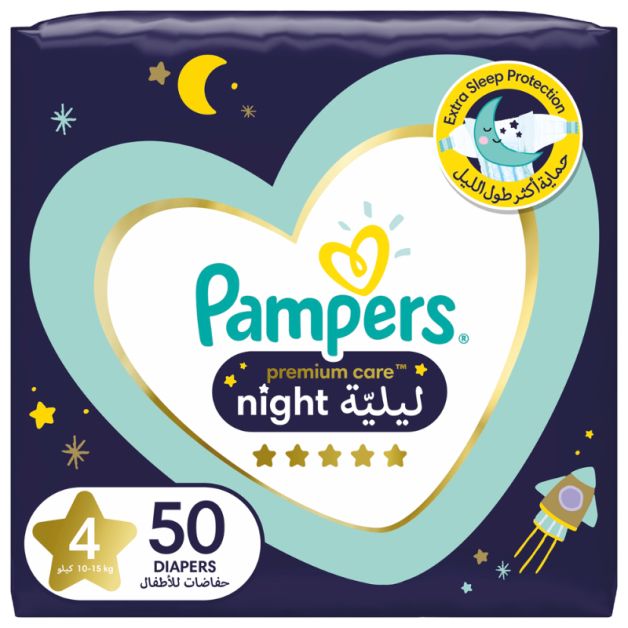 Extra Sleep Protection
حماية أكثر طول الليل
Pampers®
premium care™
night ليليّة
4
10-15 kg كيلو
50
DIAPERS
حفاضات للأطفال